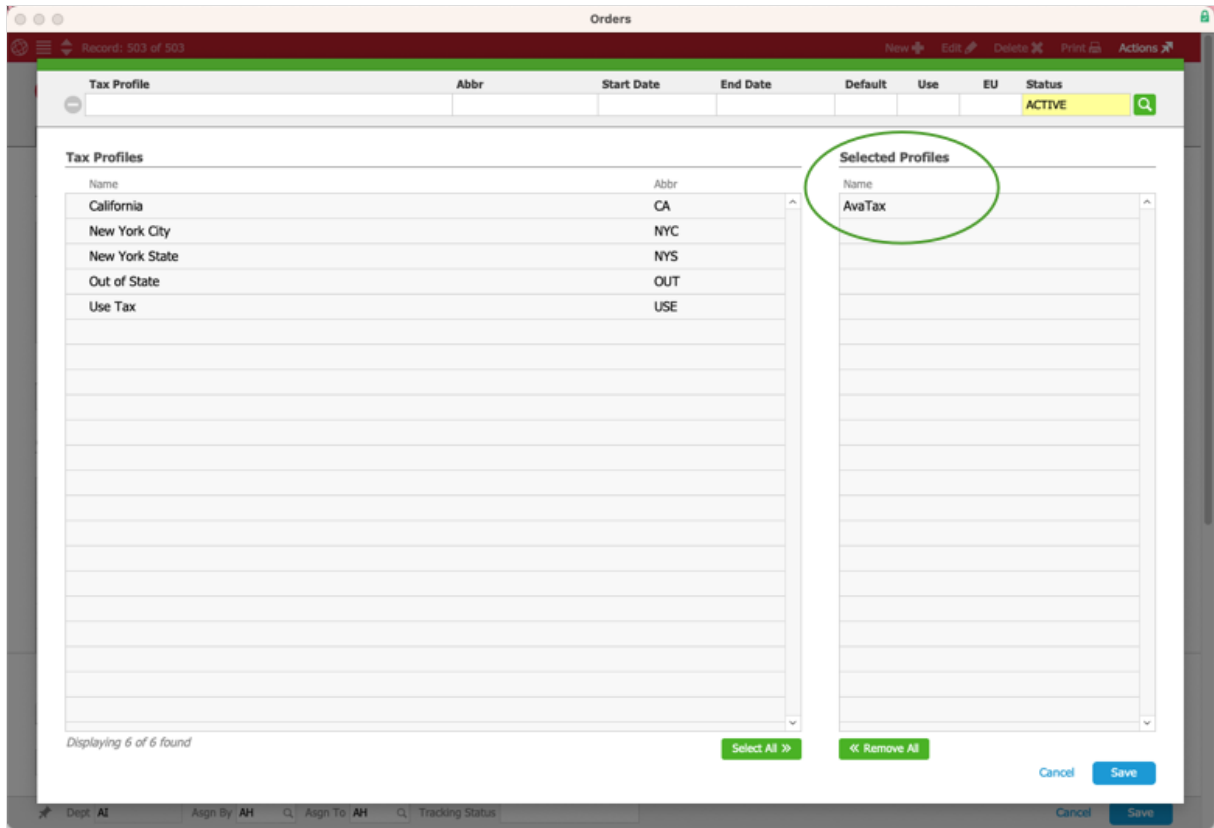 Orders
Record: 503 of 503 New Edit Delete Print Actions
Tax Profile Abbr Start Date End Date Default Use EU Status
ACTIVE
Tax Profiles Selected Profiles
Name Abbr Name
California CA AvaTax
New York City NYC
New York State NYS
Out of State OUT
Use Tax USE
Displaying 6 of 6 found Select All » « Remove All
Cancel Save
Dept AI Asgn By AH Asgn To AH Tracking Status Cancel Save